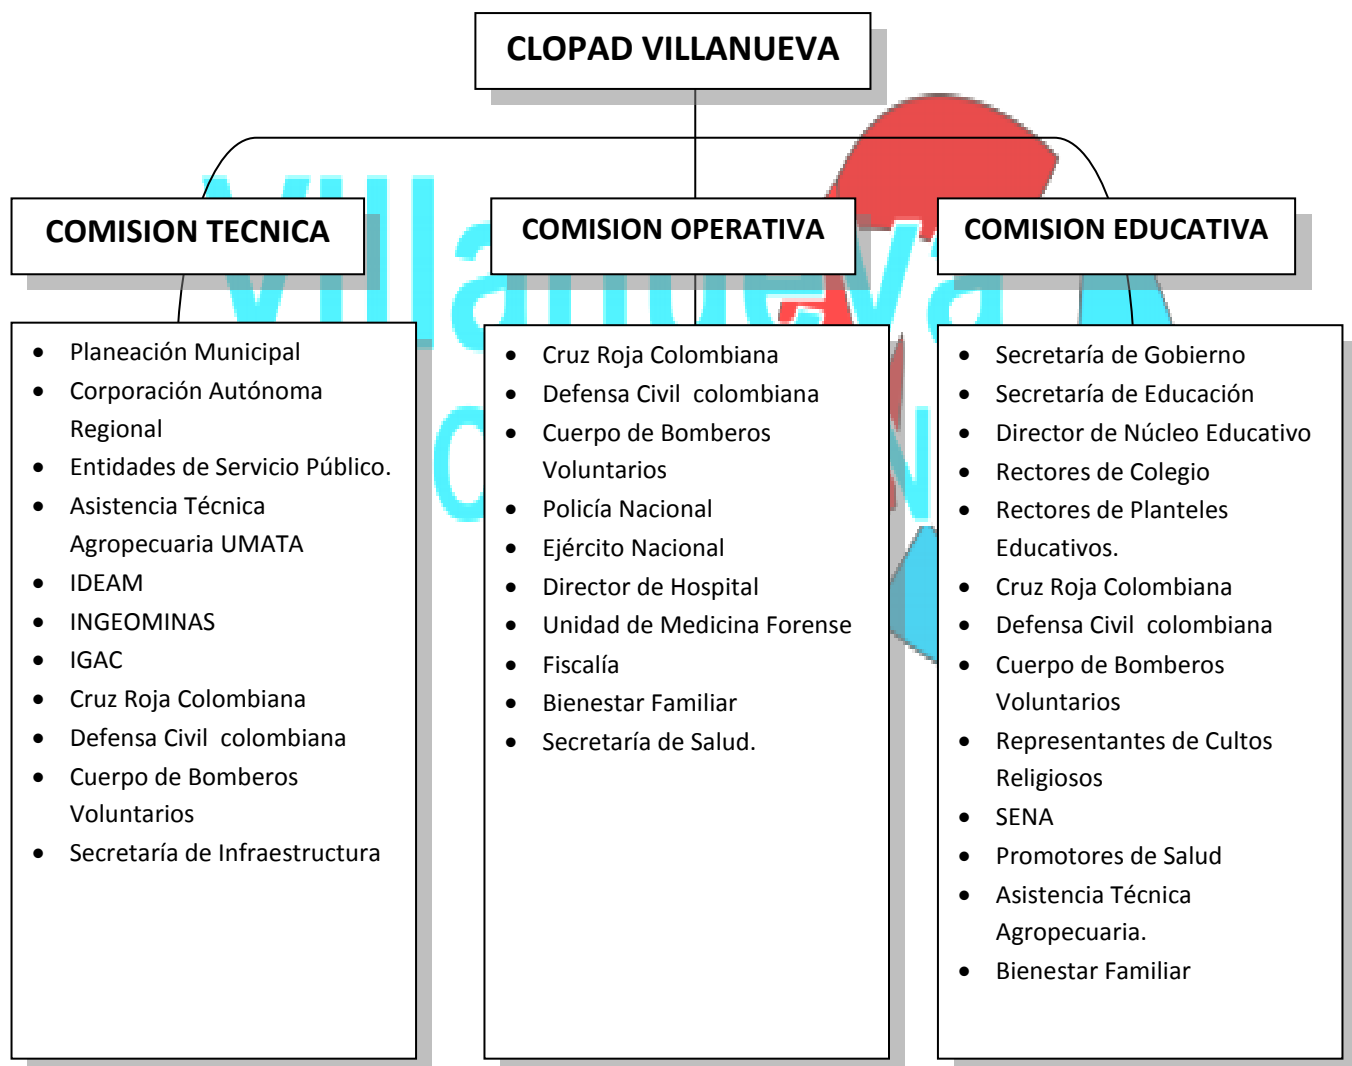 CLOPAD VILLANUEVA
COMISION TECNICA
• Planeación Municipal
• Corporación Autónoma
Regional
• Entidades de Servicio Público.
• Asistencia Técnica
Agropecuaria UMATA
• IDEAM
• INGEOMINAS
• IGAC
• Cruz Roja Colombiana
• Defensa Civil  colombiana
• Cuerpo de Bomberos
Voluntarios
• Secretaría de Infraestructura
COMISION OPERATIVA
• Cruz Roja Colombiana
• Defensa Civil  colombiana
• Cuerpo de Bomberos
Voluntarios
• Policía Nacional
• Ejército Nacional
• Director de Hospital
• Unidad de Medicina Forense
• Fiscalía
• Bienestar Familiar
• Secretaría de Salud.
COMISION EDUCATIVA
• Secretaría de Gobierno
• Secretaría de Educación
• Director de Núcleo Educativo
• Rectores de Colegio
• Rectores de Planteles
Educativos.
• Cruz Roja Colombiana
• Defensa Civil  colombiana
• Cuerpo de Bomberos
Voluntarios
• Representantes de Cultos
Religiosos
• SENA
• Promotores de Salud
• Asistencia Técnica
Agropecuaria.
• Bienestar Familiar
Villanueva